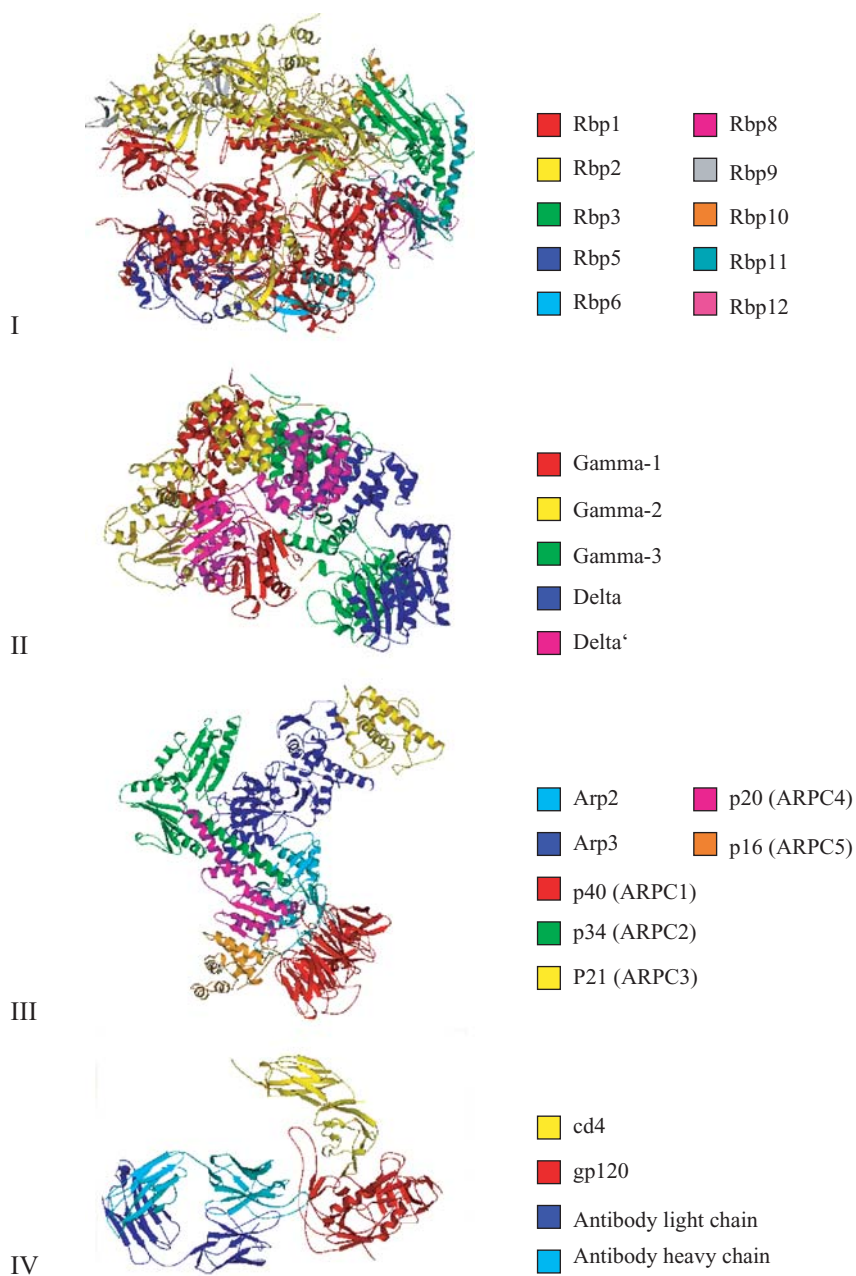 Rbp1
Rbp2
Rbp3
Rbp5
Rbp6
Rbp8
Rbp9
Rbp10
Rbp11
Rbp12
I
Gamma-1
Gamma-2
Gamma-3
Delta
Delta‘
II
Arp2
Arp3
p40 (ARPC1)
p34 (ARPC2)
P21 (ARPC3)
p20 (ARPC4)
p16 (ARPC5)
III
cd4
gp120
Antibody light chain
Antibody heavy chain
IV